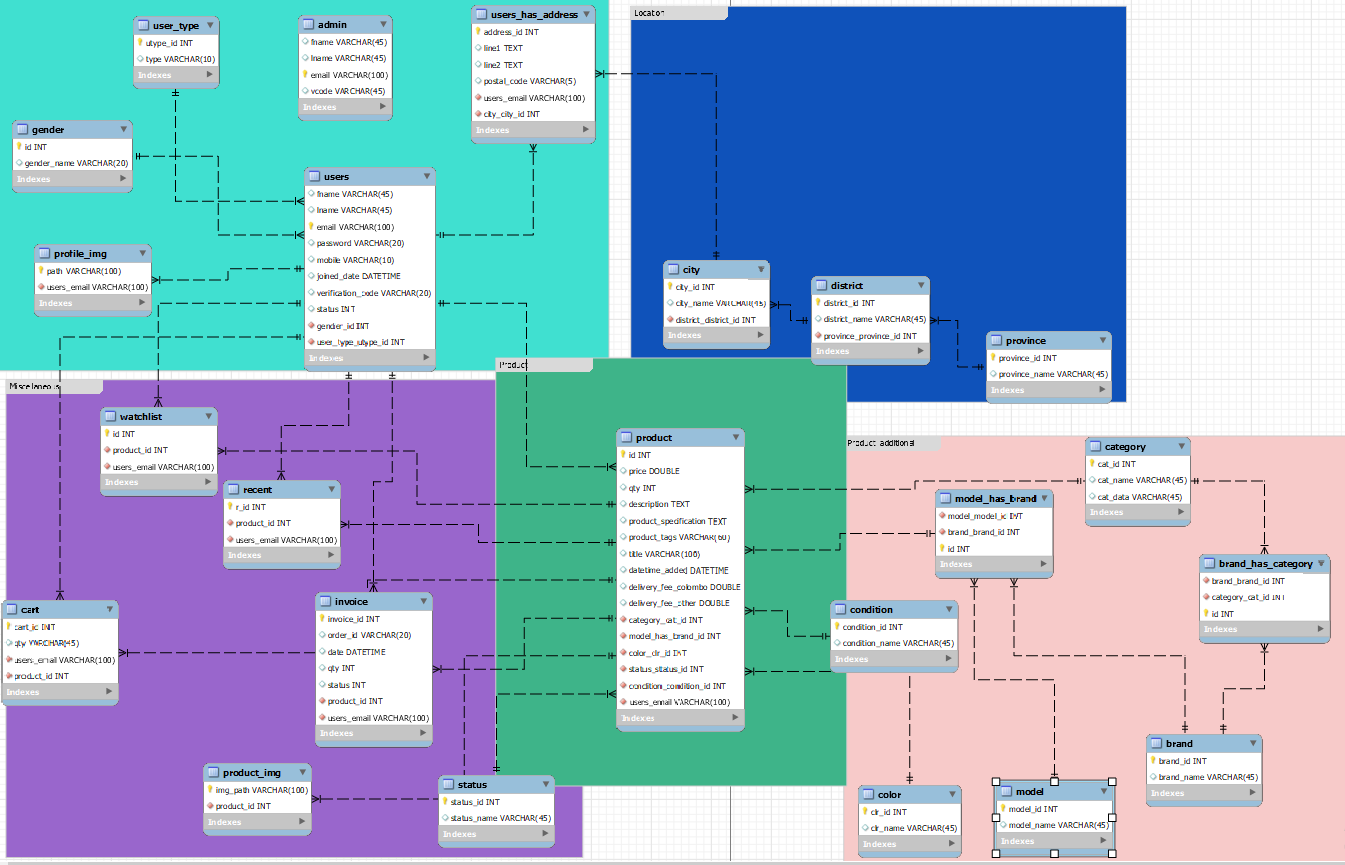 user_type
utype_id INT
type VARCHAR(10)
Indexes
admin
fname VARCHAR(45)
lname VARCHAR(45)
email VARCHAR(100)
vcode VARCHAR(45)
Indexes
users_has_address
address_id INT
line1 TEXT
line2 TEXT
postal_code VARCHAR(5)
users_email VARCHAR(100)
city_city_id INT
Indexes
Location
gender
id INT
gender_name VARCHAR(20)
Indexes
users
fname VARCHAR(45)
lname VARCHAR(45)
email VARCHAR(100)
password VARCHAR(20)
mobile VARCHAR(10)
joined_date DATETIME
verification_code VARCHAR(20)
status INT
gender_id INT
user_type_utype_id INT
Indexes
profile_img
path VARCHAR(100)
users_email VARCHAR(100)
Indexes
city
city_id INT
city_name VARCHAR(45)
district_district_id INT
Indexes
district
district_id INT
district_name VARCHAR(45)
province_province_id INT
Indexes
province
province_id INT
province_name VARCHAR(45)
Indexes
Miscelaneous
watchlist
id INT
product_id INT
users_email VARCHAR(100)
Indexes
recent
r_id INT
product_id INT
users_email VARCHAR(100)
Indexes
cart
cart_id INT
qty VARCHAR(45)
users_email VARCHAR(100)
product_id INT
Indexes
invoice
invoice_id INT
order_id VARCHAR(20)
date DATETIME
qty INT
status INT
product_id INT
users_email VARCHAR(100)
Indexes
product_img
img_path VARCHAR(100)
product_id INT
Indexes
status
status_id INT
status_name VARCHAR(45)
Indexes
Product
product
id INT
price DOUBLE
qty INT
description TEXT
product_specification TEXT
product_tags VARCHAR(60)
title VARCHAR(100)
datetime_added DATETIME
delivery_fee_colombo DOUBLE
delivery_fee_other DOUBLE
category_cat_id INT
model_has_brand_id INT
color_clr_id INT
status_status_id INT
condition_condition_id INT
users_email VARCHAR(100)
Indexes
Product additional
category
cat_id INT
cat_name VARCHAR(45)
cat_data VARCHAR(45)
Indexes
model_has_brand
model_model_id INT
brand_brand_id INT
id INT
Indexes
brand_has_category
brand_brand_id INT
category_cat_id INT
id INT
Indexes
condition
condition_id INT
condition_name VARCHAR(45)
Indexes
brand
brand_id INT
brand_name VARCHAR(45)
Indexes
color
clr_id INT
clr_name VARCHAR(45)
Indexes
model
model_id INT
model_name VARCHAR(45)
Indexes